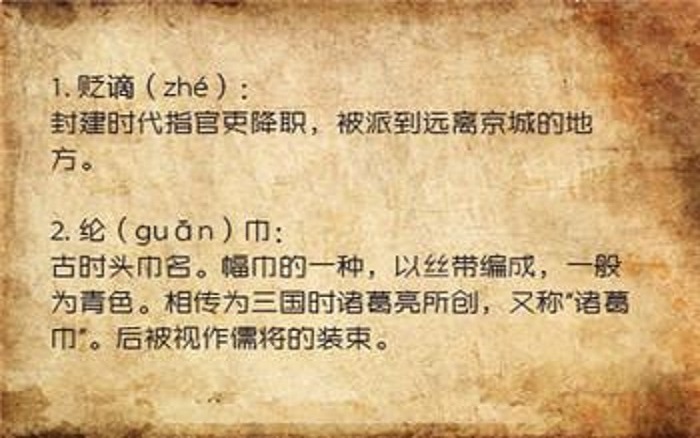 1. 贬谪（zhé）：
封建时代指官吏降职，被派到远离京城的地
方。
2. 纶（guān）巾：
古时头巾名。幅巾的一种，以丝带编成，一般
为青色。相传为三国时诸葛亮所创，又称"诸葛
巾"。后被视作儒将的装束。